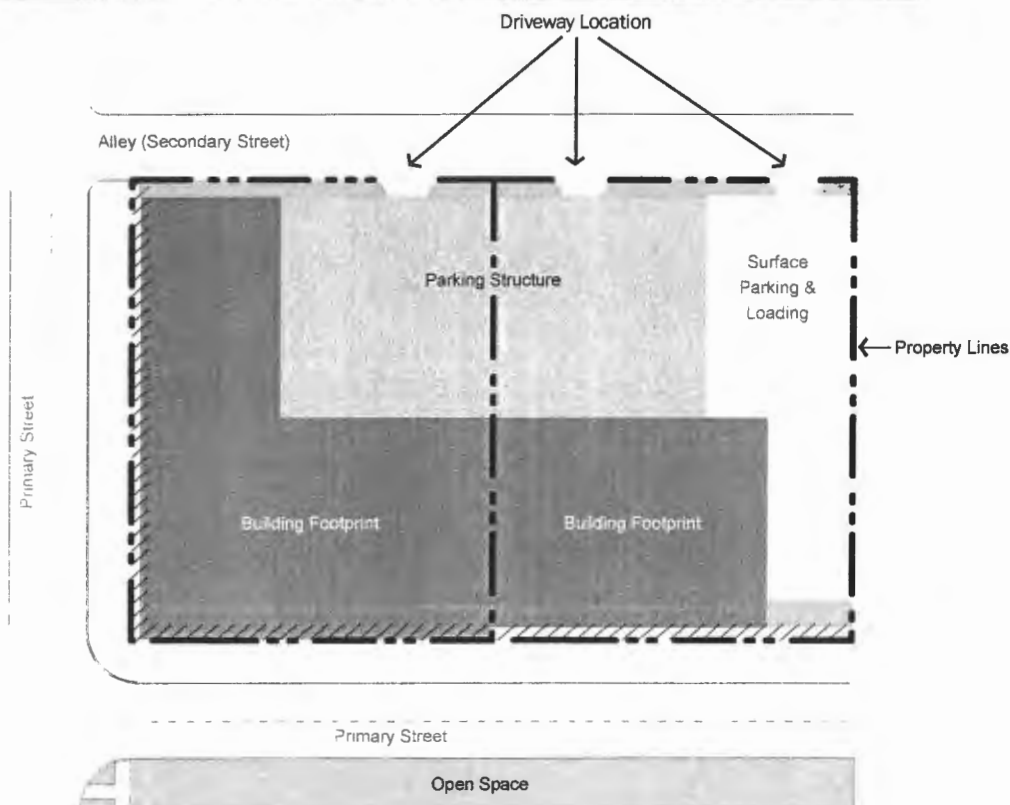 Driveway Location
Alley (Secondary Street)
Parking Structure
Surface
Parking &
Loading
Property Lines
Primary Street
Building Footprint
Building Footprint
Primary Street
Open Space